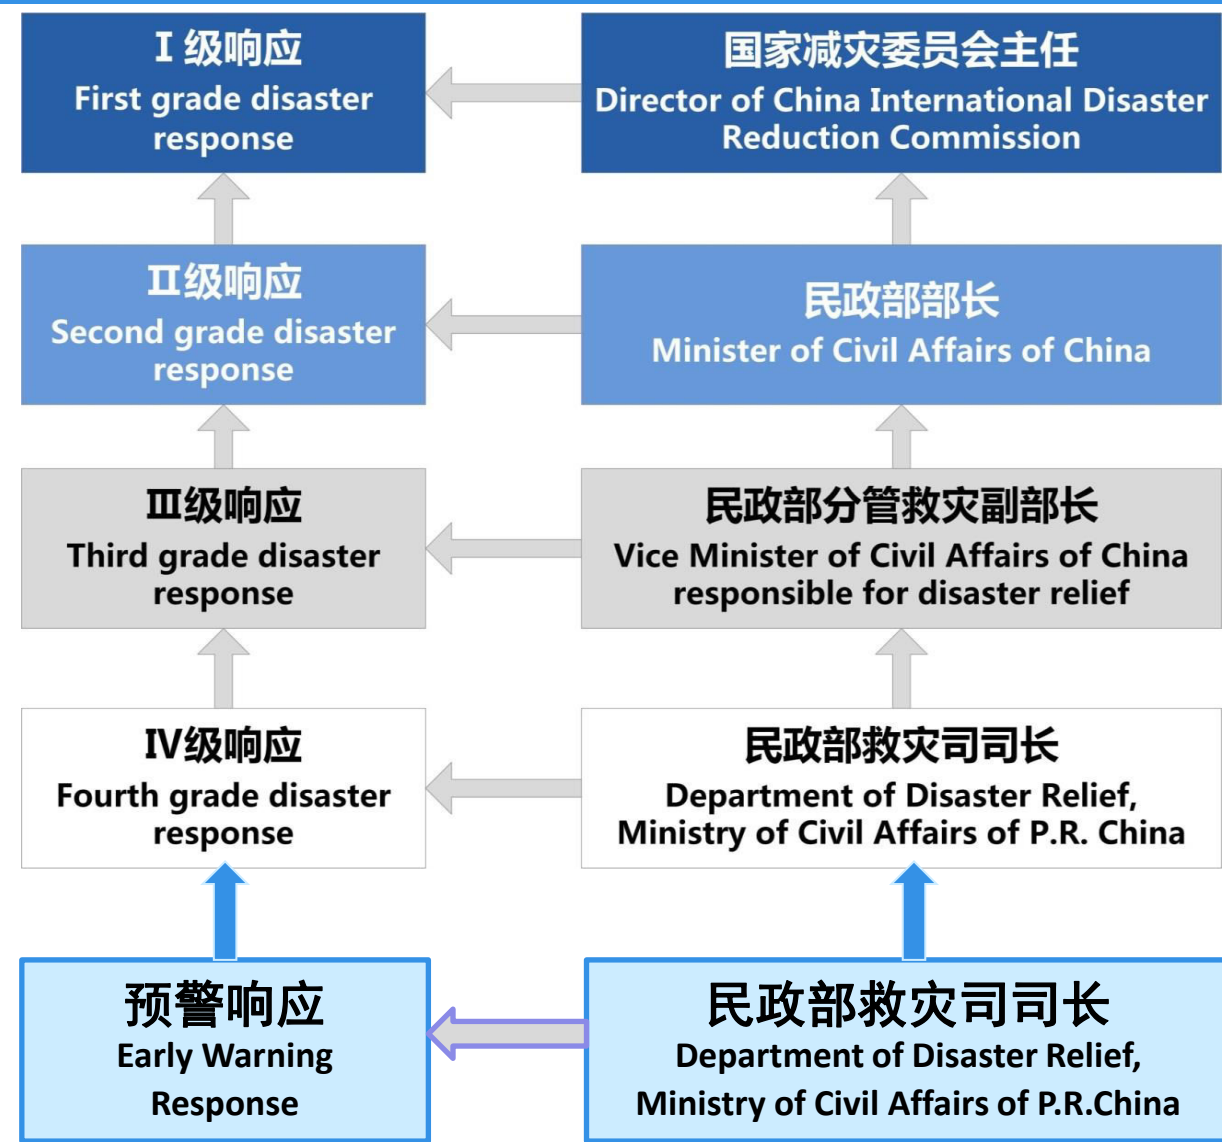 Ⅰ级响应
First grade disaster
response
国家减灾委员会主任
Director of China International Disaster
Reduction Commission
Ⅱ级响应
Second grade disaster
response
民政部部长
Minister of Civil Affairs of China
Ⅲ级响应
Third grade disaster
response
民政部分管救灾副部长
Vice Minister of Civil Affairs of China
responsible for disaster relief
Ⅳ级响应
Fourth grade disaster
response
民政部救灾司司长
Department of Disaster Relief,
Ministry of Civil Affairs of P.R. China
预警响应
Early Warning
Response
民政部救灾司司长
Department of Disaster Relief,
Ministry of Civil Affairs of P.R.China